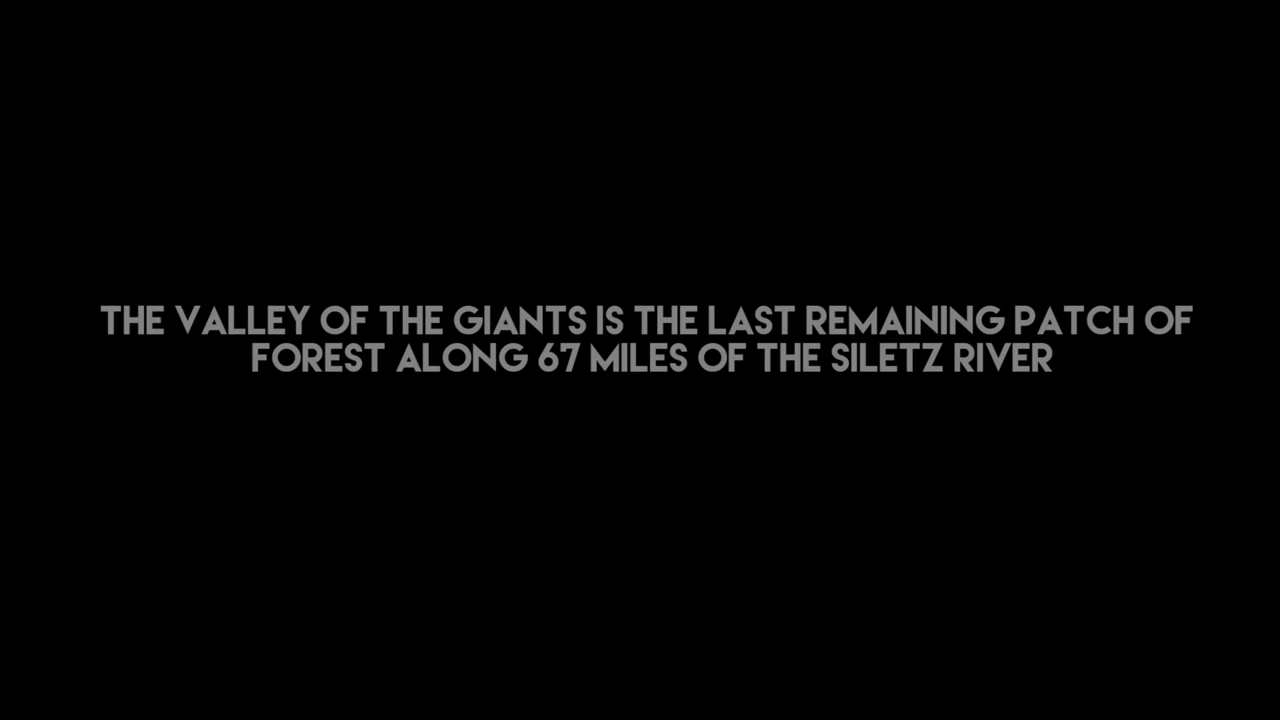 THE VALLEY OF THE GIANTS IS THE LAST REMAINING PATCH OF
FOREST ALONG 67 MILES OF THE SILETZ RIVER